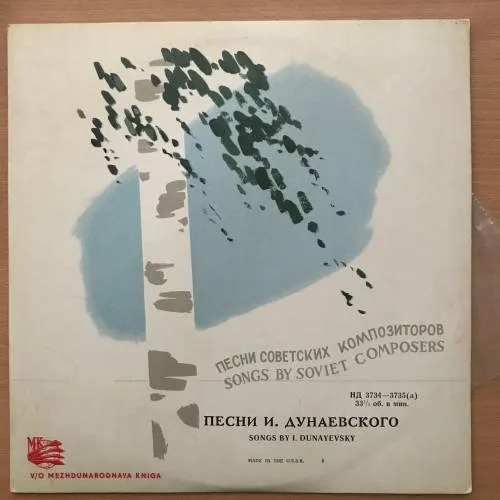 ПЕСНИ СОВЕТСКИХ КОМПОЗИТОРОВ
SONGS BY SOVIET COMPOSERS
НД 3734—3735(а)
33⅓ об. в мин.
ПЕСНИ И. ДУНАЕВСКОГО
SONGS BY I. DUNAYEVSKY
MADE IN THE U.S.S.R.
МК
V/O MEZHDUNARODNAYA KNIGA